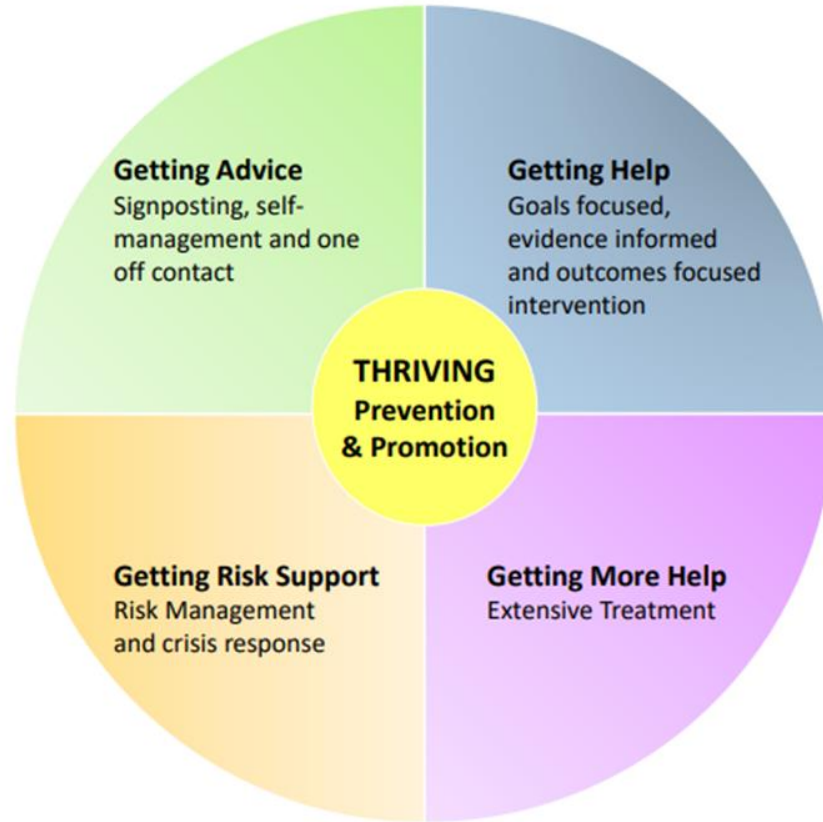 Getting Advice
Signposting, self-
management and one
off contact
Getting Help
Goals focused,
evidence informed
and outcomes focused
intervention
THRIVING
Prevention
& Promotion
Getting Risk Support
Risk Management
and crisis response
Getting More Help
Extensive Treatment